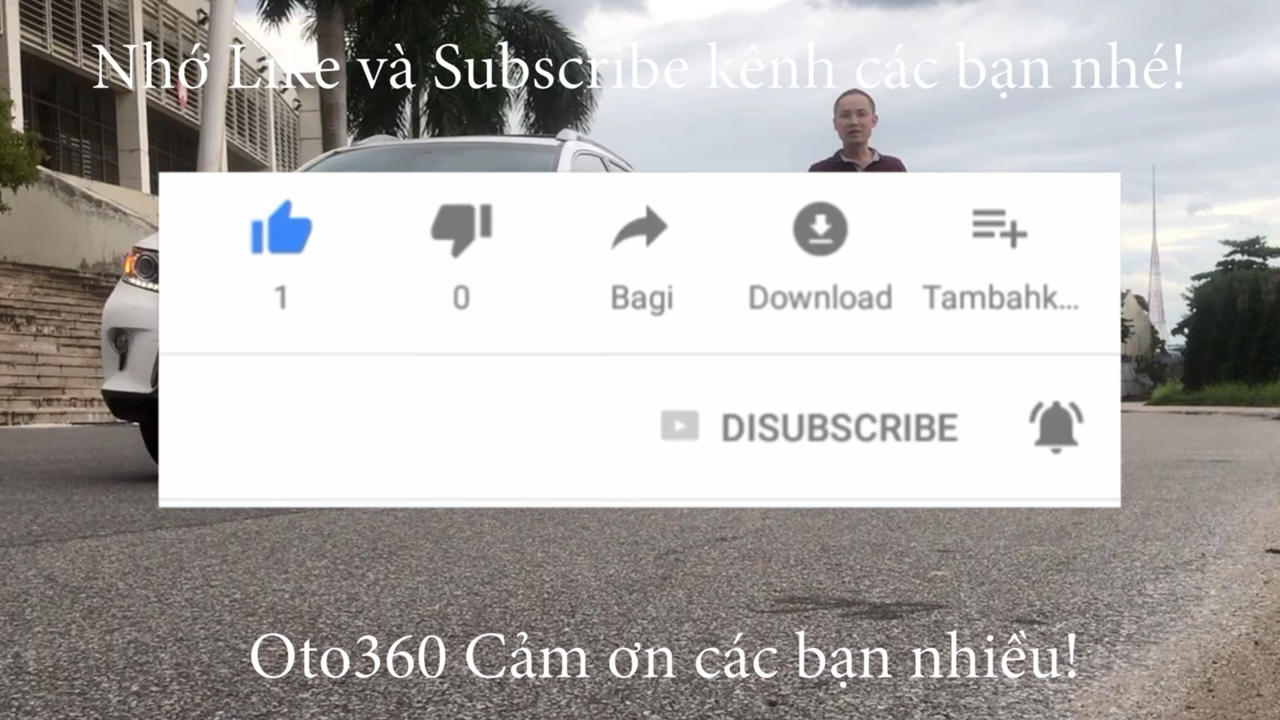 Nhớ Like và Subscribe kênh các bạn nhé!
1
0
Bagi
Download
Tambahk...
DISUBSCRIBE
Oto360 Cảm ơn các bạn nhiều!